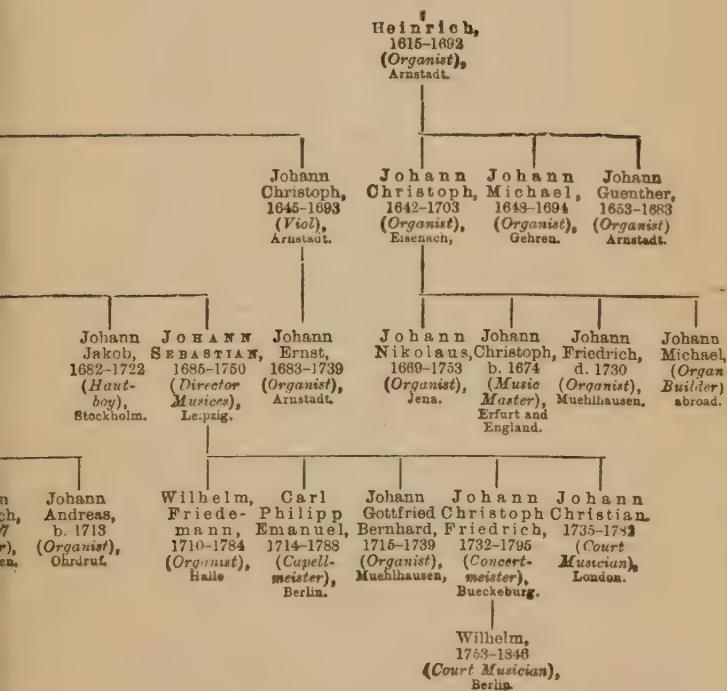 Heinrich,
1615-1692
(Organist),
Arnstadt.
Johann
Christoph,
1645-1693
(Viol),
Arnstadt.
Johann
Christoph,
1642-1703
(Organist),
Eisenach,
Johann
Michael,
1648-1694
(Organist),
Gehren.
Johann
Guenther,
1653-1683
(Organist)
Arnstadt.
Johann
Jakob,
1682-1722
(Haut-
boy),
Stockholm.
JOHANN
SEBASTIAN,
1685-1750
(Director
Musices),
Leipzig.
Johann
Ernst,
1683-1739
(Organist),
Arnstadt.
Johann
Nikolaus,
1669-1753
(Organist),
Jena.
Johann
Christoph,
b. 1674
(Music
Master),
Erfurt and
England.
Johann
Friedrich,
d. 1730
(Organist),
Muehlhausen.
Johann
Michael,
(Organ
Builder)
abroad.
Johann
Andreas,
b. 1713
(Organist),
Ohrdruf.
Wilhelm,
Friede-
mann,
1710-1784
(Organist),
Halle
Carl
Philipp
Emanuel,
1714-1788
(Capell-
meister),
Berlin.
Johann
Gottfried
Bernhard,
1715-1739
(Organist),
Muehlhausen,
Johann
Christoph
Friedrich,
1732-1795
(Concert-
meister),
Bueckeburg.
Johann
Christian.
1735-1782
(Court
Musician),
London.
Wilhelm,
1753-1846
(Court Musician),
Berlin